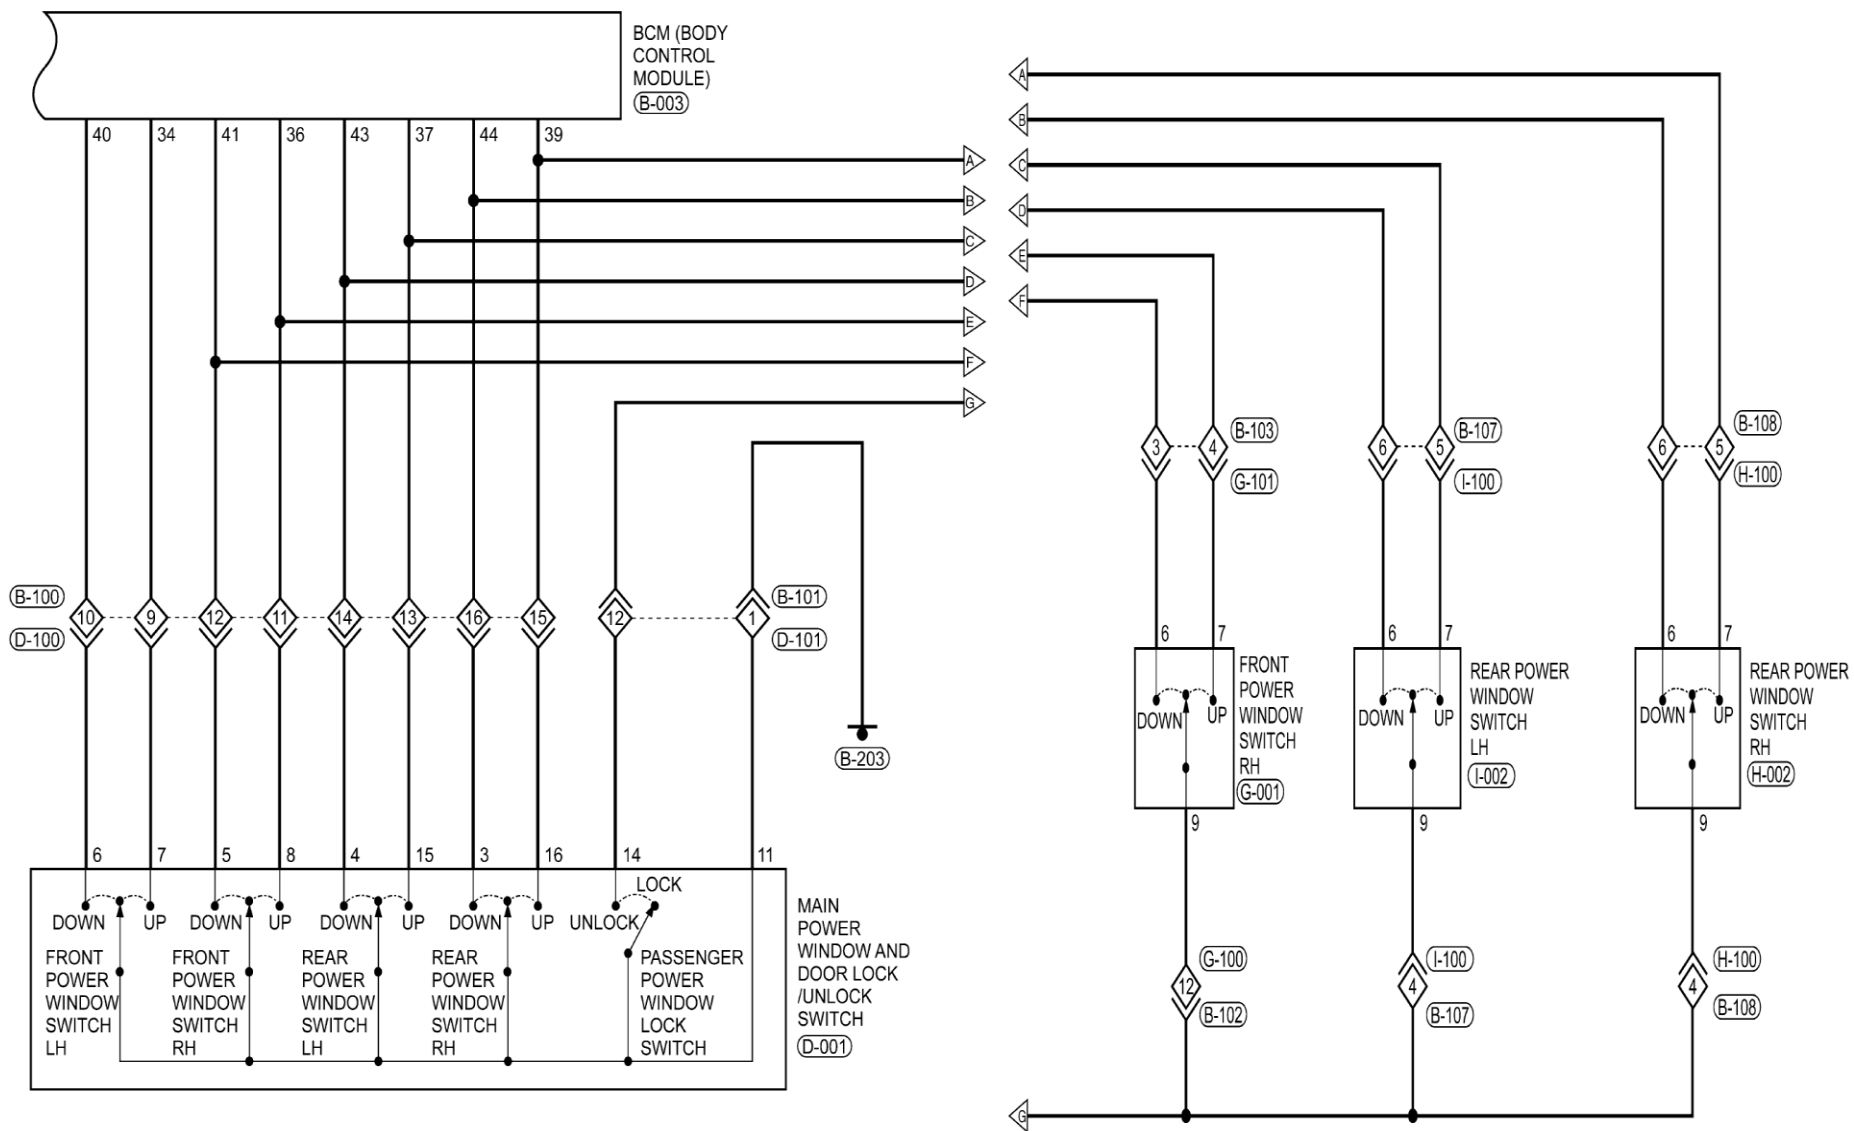 BCM (BODY
CONTROL
MODULE)
B-003
40 34 41 36 43 37 44 39
A
B
C
D
E
F
G
A
B
C
D
E
F
3 4 B-103
G-101
6 5 B-107
I-100
6 5 B-108
H-100
B-100
10 9 12 11 14 13 16 15
D-100
12 1 B-101
D-101
B-203
6 7 5 8 4 15 3 16 14 11
DOWN UP DOWN UP DOWN UP DOWN UP UNLOCK LOCK
FRONT
POWER
WINDOW
SWITCH
LH
FRONT
POWER
WINDOW
SWITCH
RH
REAR
POWER
WINDOW
SWITCH
LH
REAR
POWER
WINDOW
SWITCH
RH
PASSENGER
POWER
WINDOW
LOCK
SWITCH
MAIN
POWER
WINDOW AND
DOOR LOCK
/UNLOCK
SWITCH
D-001
6 7
DOWN UP
FRONT
POWER
WINDOW
SWITCH
RH
G-001
9
6 7
DOWN UP
REAR POWER
WINDOW
SWITCH
LH
I-002
9
6 7
DOWN UP
REAR POWER
WINDOW
SWITCH
RH
H-002
9
G-100
12
B-102
I-100
4
B-107
H-100
4
B-108
G